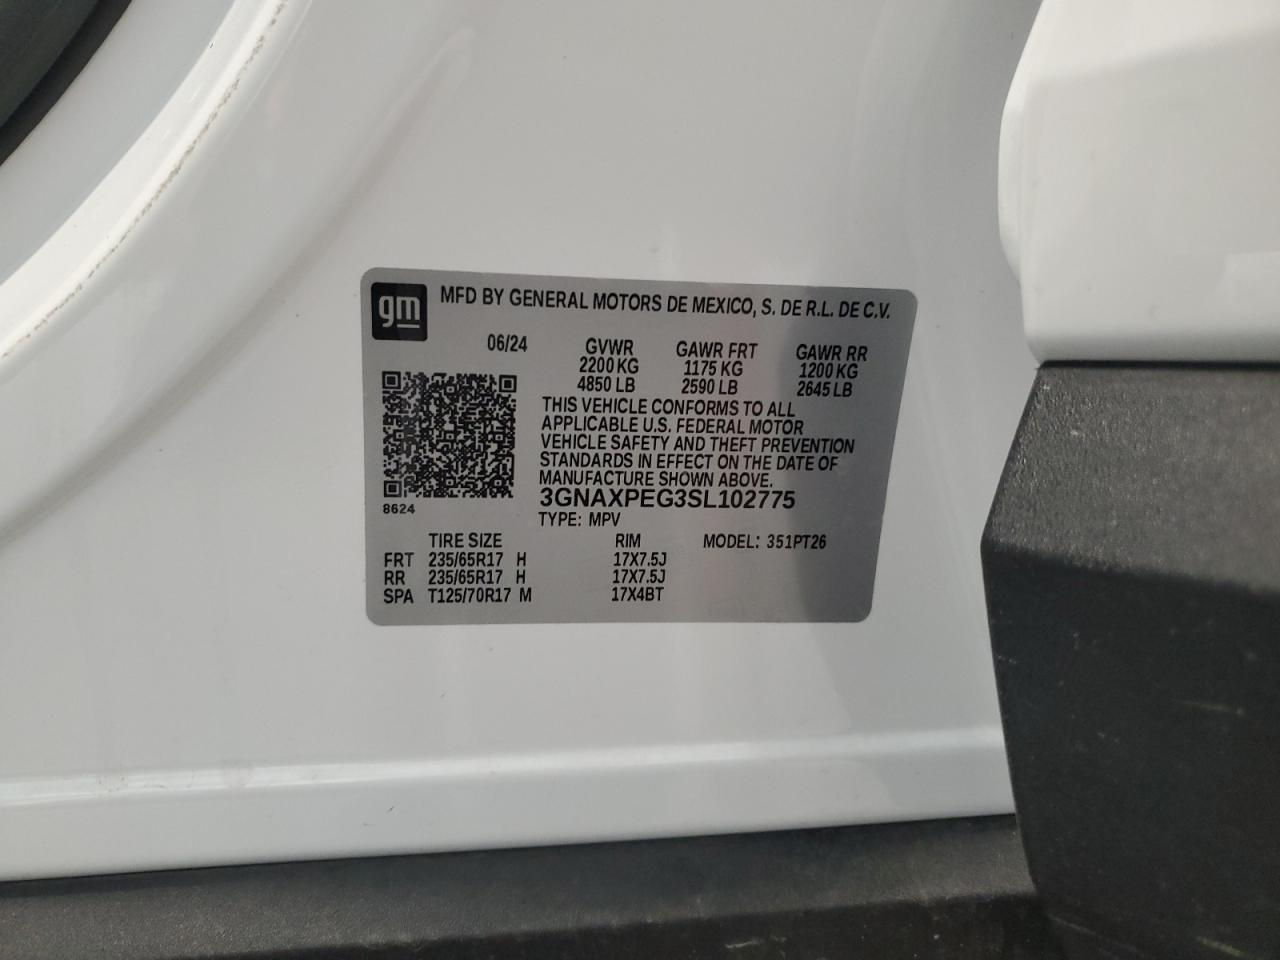 gm MFD BY GENERAL MOTORS DE MEXICO, S. DE R.L. DE C.V.
06/24 GVWR GAWR FRT GAWR RR
2200 KG 1175 KG 1200 KG
4850 LB 2590 LB 2645 LB
THIS VEHICLE CONFORMS TO ALL
APPLICABLE U.S. FEDERAL MOTOR
VEHICLE SAFETY AND THEFT PREVENTION
STANDARDS IN EFFECT ON THE DATE OF
MANUFACTURE SHOWN ABOVE.
3GNAXPEG3SL102775
8624
TYPE: MPV
TIRE SIZE RIM MODEL: 351PT26
FRT 235/65R17 H 17X7.5J
RR 235/65R17 H 17X7.5J
SPA T125/70R17 M 17X4BT